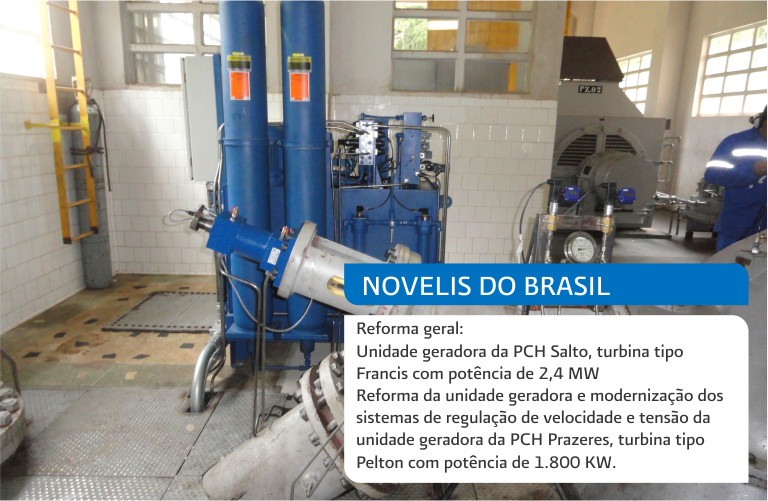 PZ.02
NOVELIS DO BRASIL
Reforma geral:
Unidade geradora da PCH Salto, turbina tipo
Francis com potência de 2,4 MW
Reforma da unidade geradora e modernização dos
sistemas de regulação de velocidade e tensão da
unidade geradora da PCH Prazeres, turbina tipo
Pelton com potência de 1.800 KW.